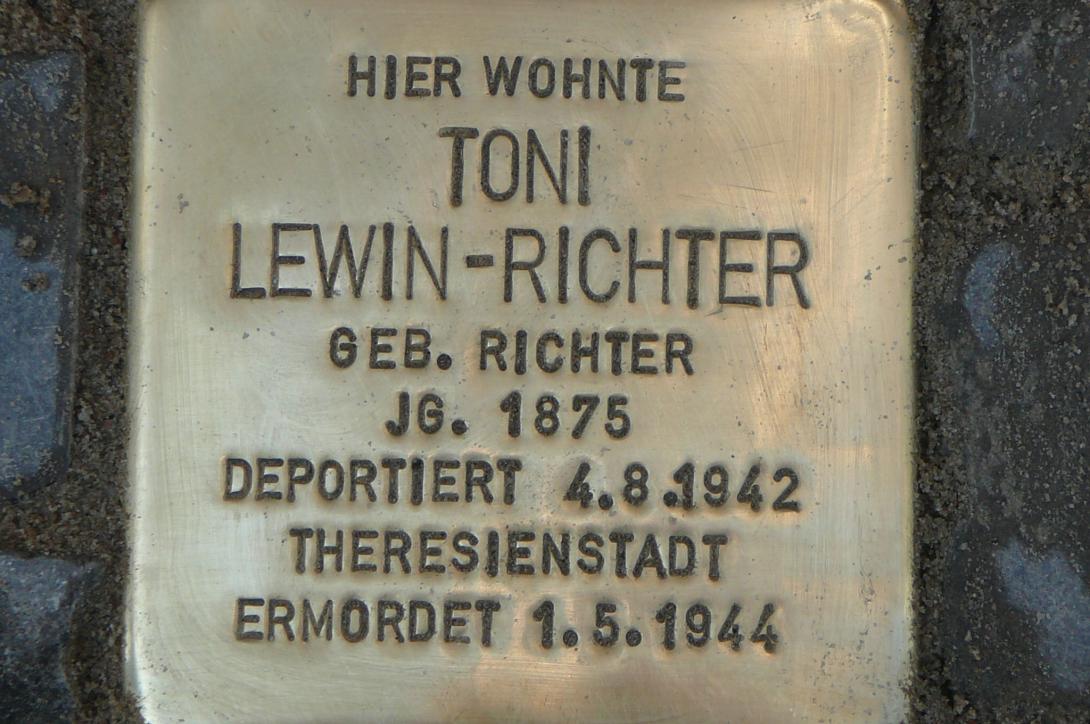 HIER WOHNTE
TONI
LEWIN-RICHTER
GEB. RICHTER
JG. 1875
DEPORTIERT 4.8.1942
THERESIENSTADT
ERMORDET 1.5.1944